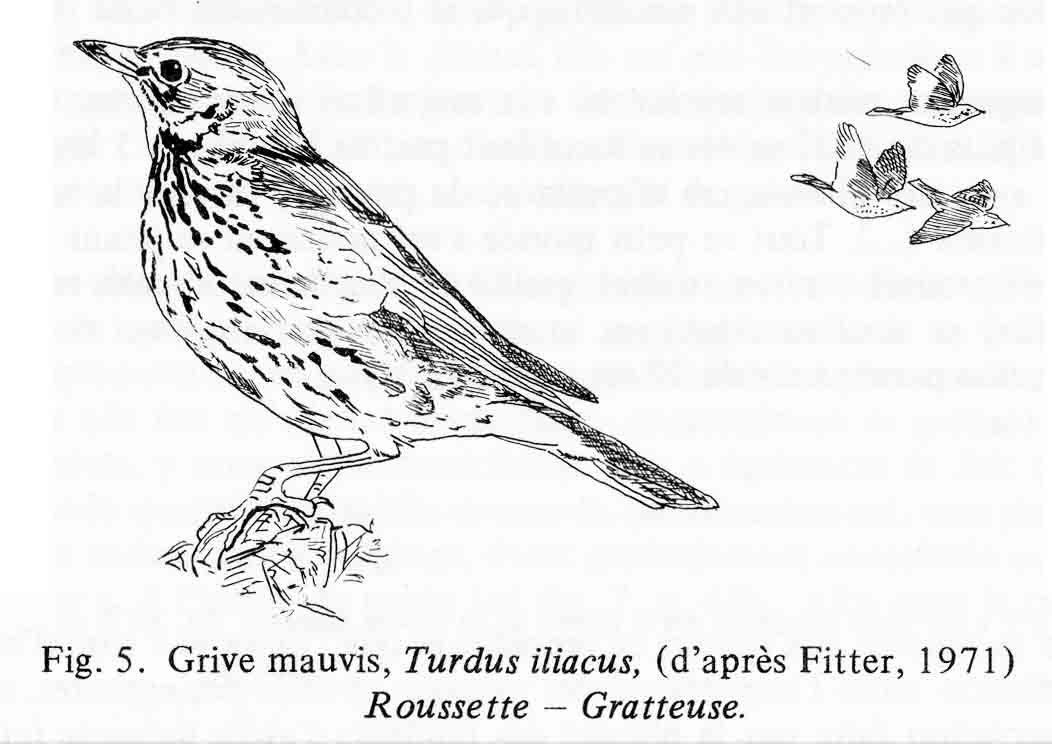 Fig. 5. Grive mauvis, Turdus iliacus, (d'après Fitter, 1971)
Roussette – Gratteuse.